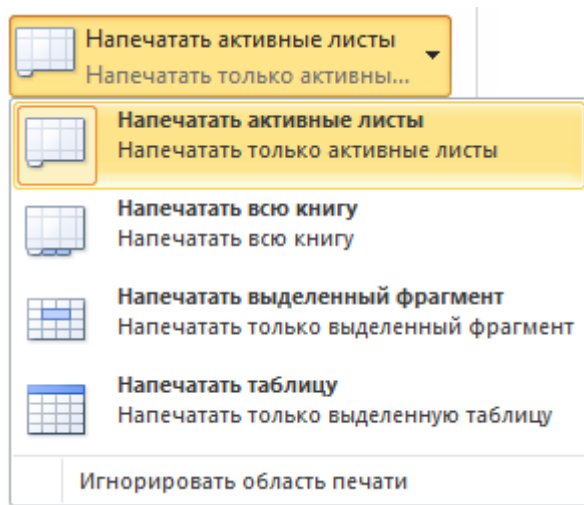 Напечатать активные листы
Напечатать только активны...
Напечатать активные листы
Напечатать только активные листы
Напечатать всю книгу
Напечатать всю книгу
Напечатать выделенный фрагмент
Напечатать только выделенный фрагмент
Напечатать таблицу
Напечатать только выделенную таблицу
Игнорировать область печати